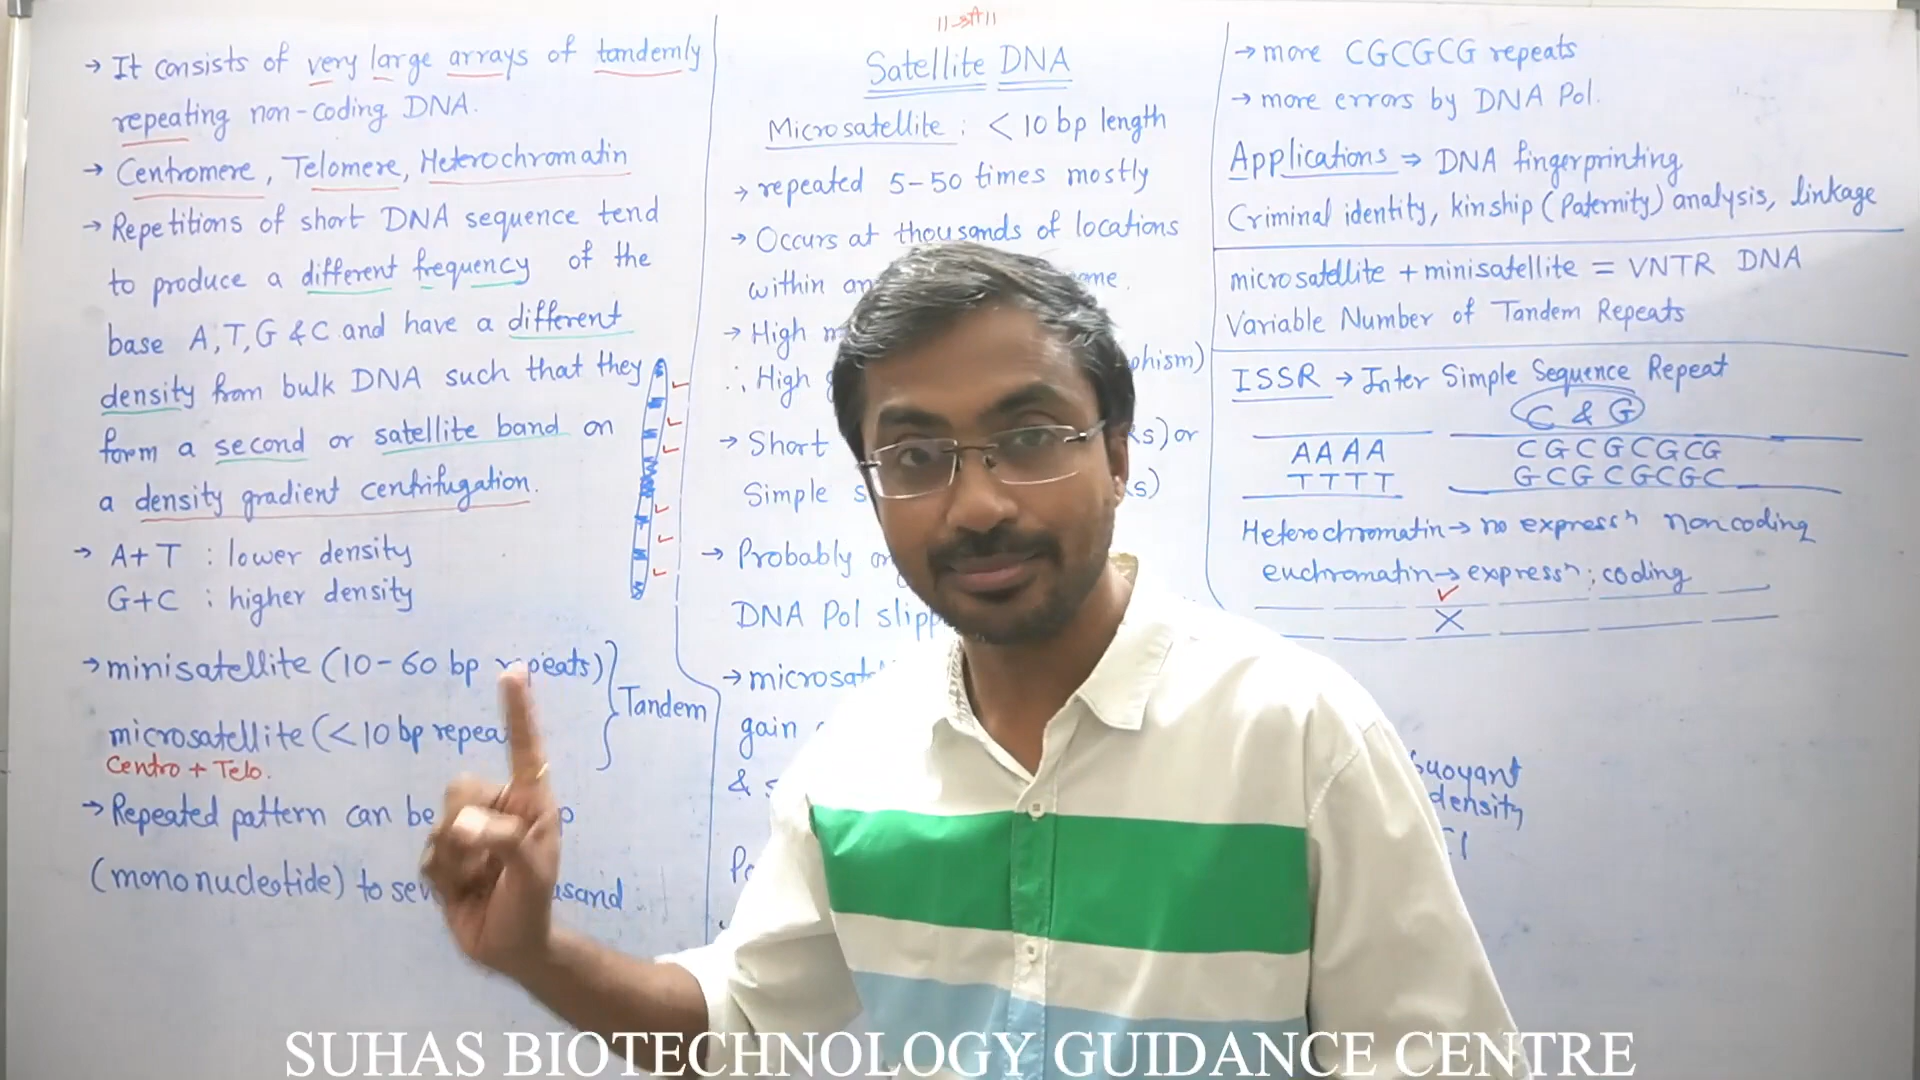 → It consists of very large arrays of tandemly
repeating non-coding DNA.
→ Centromere, Telomere, Heterochromatin
→ Repetitions of short DNA sequence tend
to produce a different frequency of the
base A,T,G & C and have a different
density from bulk DNA such that they
form a second or satellite band on
a density gradient centrifugation.
→ A+T : lower density
G+C : higher density
→ minisatellite (10-60 bp repeats)
microsatellite (<10 bp
Tandem
Centro + Telo.
→ Repeated pattern can be
(mononucleotide) to
॥श्री॥
Satellite DNA
Microsatellite : < 10 bp length
→ repeated 5-50 times mostly
→ Occurs at thousands of locations
within
→ High
∴ High
→ Short
Simple
→ Probably
DNA Pol
→
gain
&
→ more CGCGCG repeats
→ more errors by DNA Pol.
Applications ⇒ DNA fingerprinting
Criminal identity, kinship (Paternity) analysis, linkage
microsatellite + minisatellite = VNTR DNA
Variable Number of Tandem Repeats
ISSR → Inter Simple Sequence Repeat
C & G
AAAA CGCGCGCG
TTTT GCGCGCGC
Heterochromatin → no expressⁿ noncoding
euchromatin → expressⁿ; coding
X
buoyant
density
SUHAS BIOTECHNOLOGY GUIDANCE CENTRE